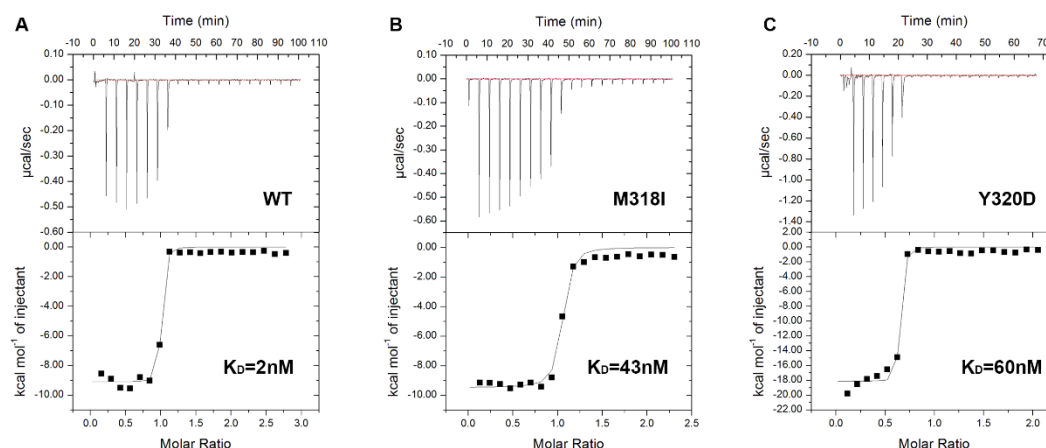 A
Time (min)
-10 0 10 20 30 40 50 60 70 80 90 100 110
0.10
0.00
-0.10
-0.20
-0.30
-0.40
-0.50
-0.60
µcal/sec
WT
0.00
-2.00
-4.00
-6.00
-8.00
-10.00
kcal mol-1 of injectant
KD=2nM
0.0 0.5 1.0 1.5 2.0 2.5 3.0
Molar Ratio
B
Time (min)
-10 0 10 20 30 40 50 60 70 80 90 100 110
0.10
0.00
-0.10
-0.20
-0.30
-0.40
-0.50
-0.60
µcal/sec
M318I
0.00
-2.00
-4.00
-6.00
-8.00
-10.00
kcal mol-1 of injectant
KD=43nM
0.0 0.5 1.0 1.5 2.0 2.5
Molar Ratio
C
Time (min)
-10 0 10 20 30 40 50 60 70
0.20
0.00
-0.20
-0.40
-0.60
-0.80
-1.00
-1.20
-1.40
µcal/sec
Y320D
2.00
0.00
-2.00
-4.00
-6.00
-8.00
-10.00
-12.00
-14.00
-16.00
-18.00
-20.00
-22.00
kcal mol-1 of injectant
KD=60nM
0.0 0.5 1.0 1.5 2.0
Molar Ratio